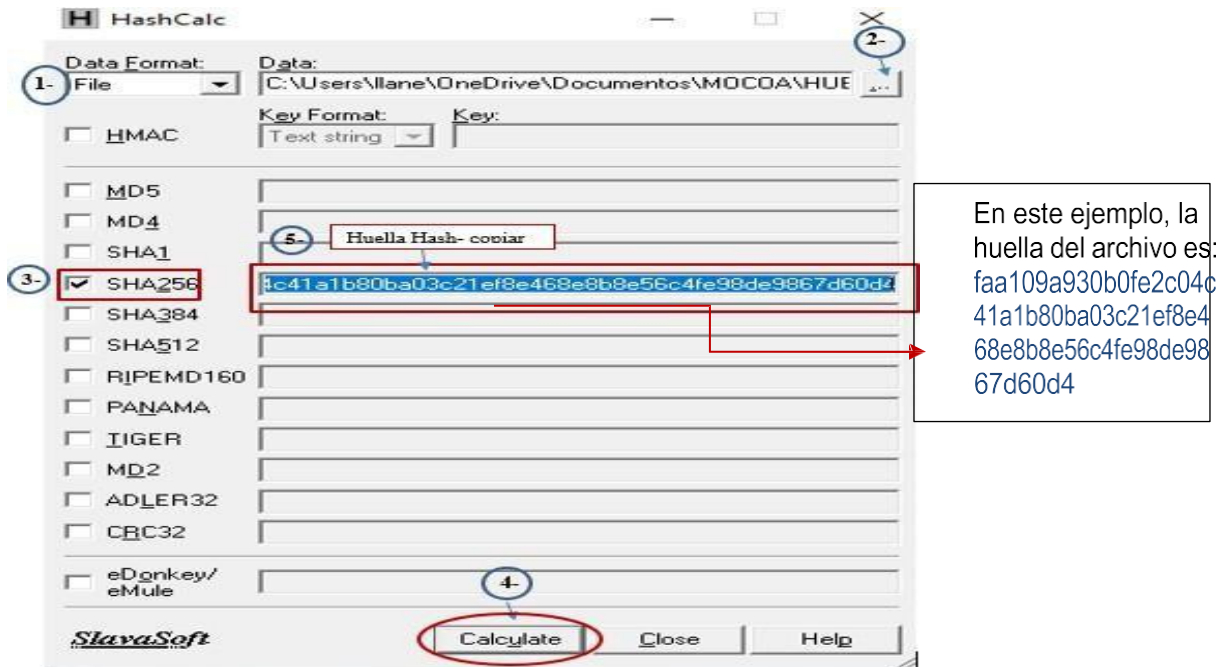 HashCalc
2-
Data Format:
Data:
1-
File
C:\Users\llane\OneDrive\Documentos\MOCOA\HUE
...
HMAC
Key Format:
Key:
Text string
MD5
MD4
5-
Huella Hash- copiar
SHA1
3-
SHA256
4c41a1b80ba03c21ef8e468e8b8e56c4fe98de9867d60d4
SHA384
SHA512
RIPEMD160
PANAMA
TIGER
MD2
ADLER32
CRC32
eDonkey/
eMule
4-
SlavaSoft
Calculate
Close
Help
En este ejemplo, la
huella del archivo es:
faa109a930b0fe2c04c
41a1b80ba03c21ef8e4
68e8b8e56c4fe98de98
67d60d4